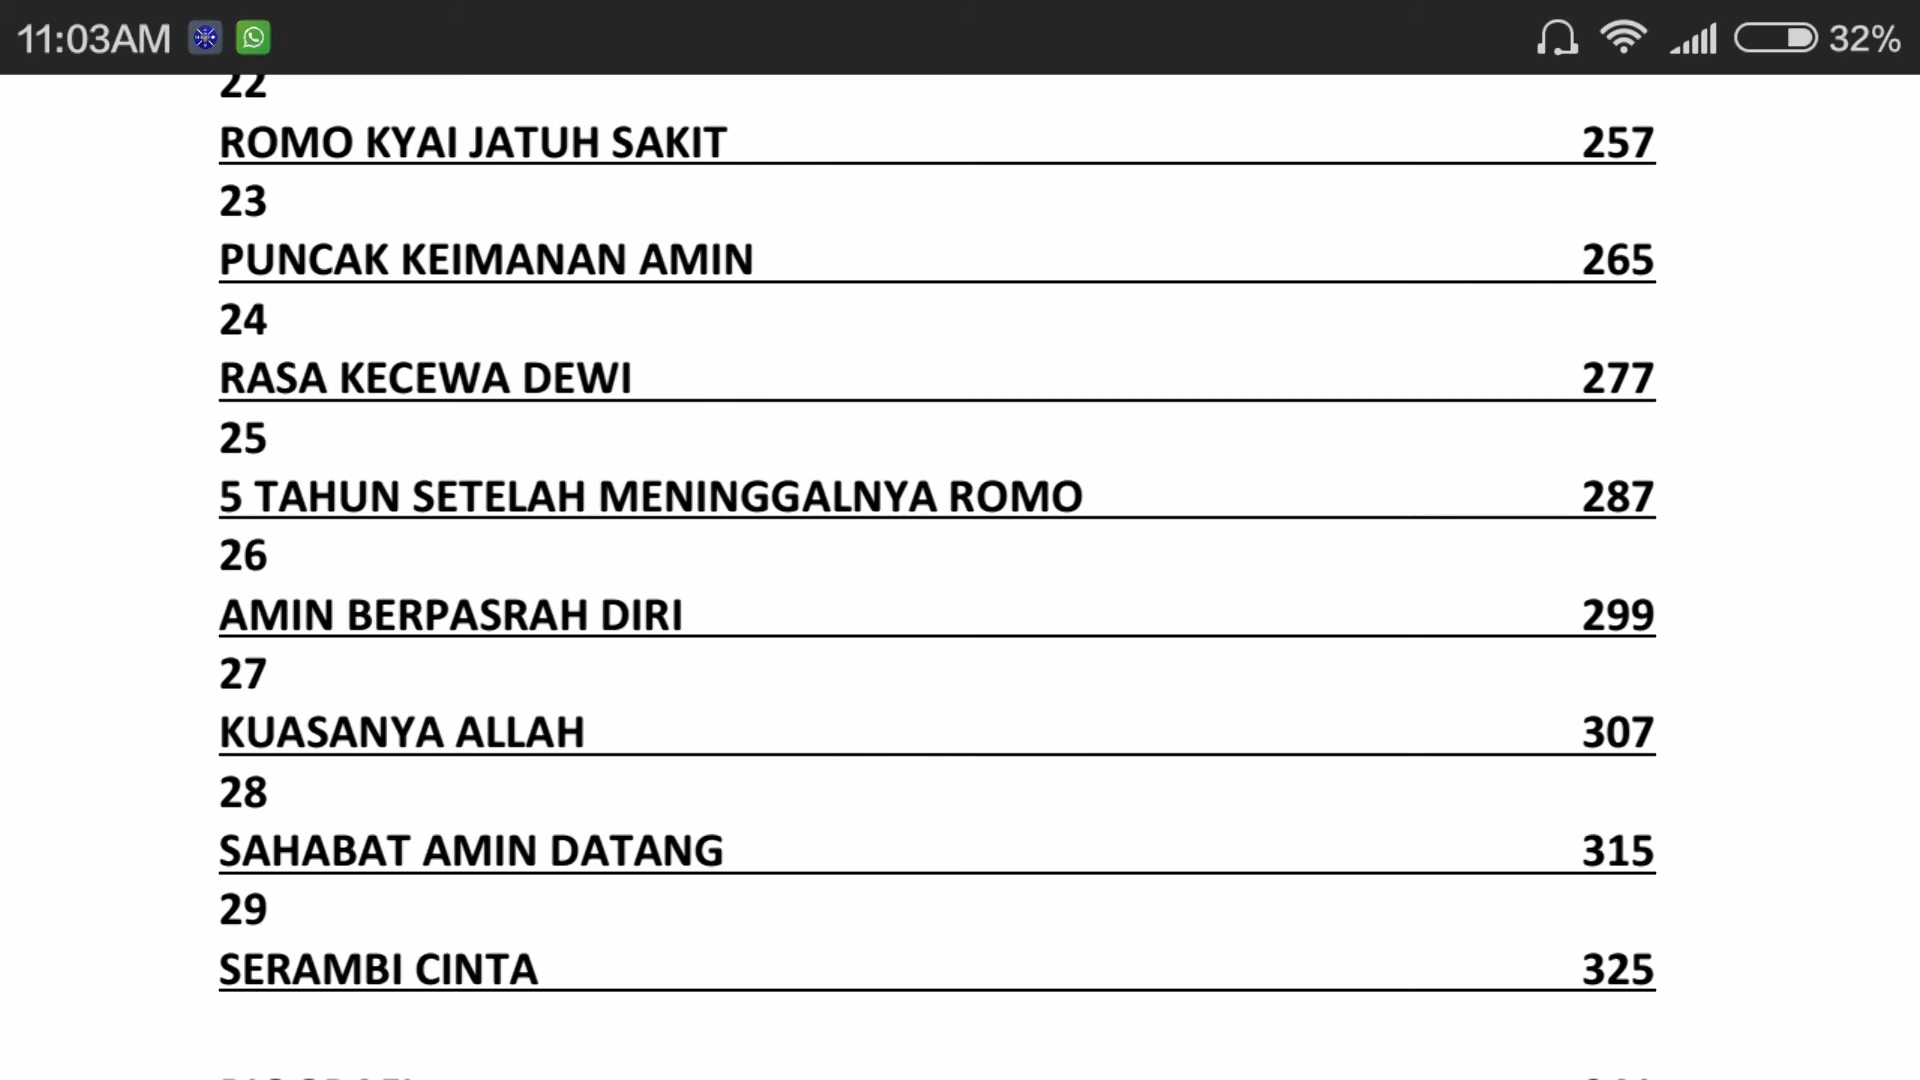 11:03AM 32%
22
ROMO KYAI JATUH SAKIT 257
23
PUNCAK KEIMANAN AMIN 265
24
RASA KECEWA DEWI 277
25
5 TAHUN SETELAH MENINGGALNYA ROMO 287
26
AMIN BERPASRAH DIRI 299
27
KUASANYA ALLAH 307
28
SAHABAT AMIN DATANG 315
29
SERAMBI CINTA 325